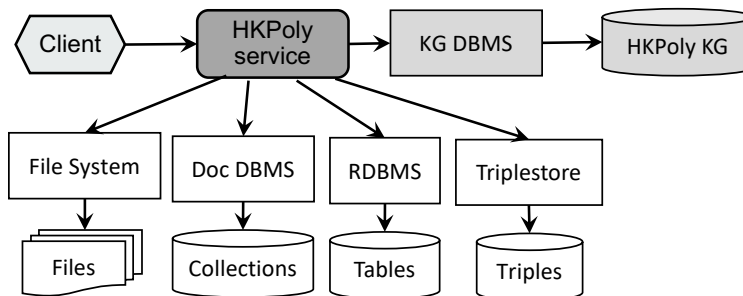 Client
HKPoly
service
KG DBMS
HKPoly KG
File System
Doc DBMS
RDBMS
Triplestore
Files
Collections
Tables
Triples